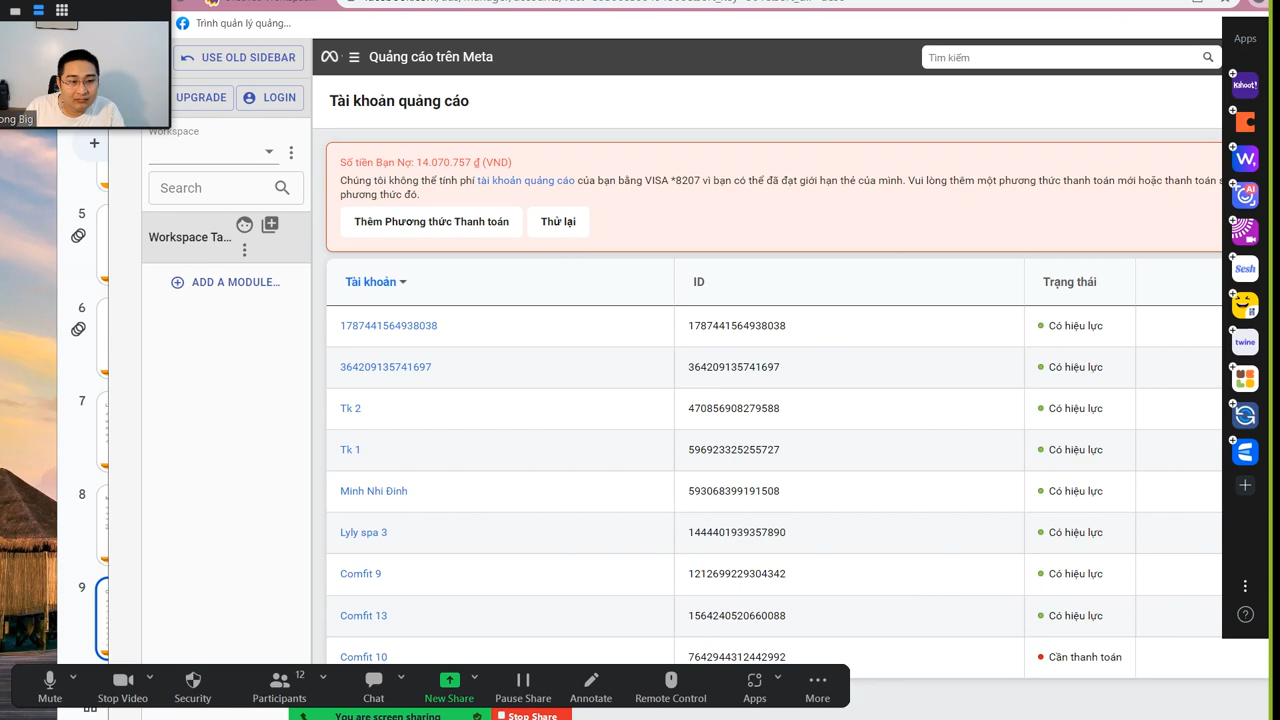 Trình quản lý quảng...
USE OLD SIDEBAR
Quảng cáo trên Meta
Tìm kiếm
Apps
UPGRADE
LOGIN
Tài khoản quảng cáo
Kahoot!
ong Big
Workspace
Số tiền Bạn Nợ: 14.070.757 ₫ (VND)
Chúng tôi không thể tính phí tài khoản quảng cáo của bạn bằng VISA *8207 vì bạn có thể đã đạt giới hạn thẻ của mình. Vui lòng thêm một phương thức thanh toán mới hoặc thanh toán
phương thức đó.
Search
Thêm Phương thức Thanh toán
Thử lại
5
Workspace Ta...
Sesh
ADD A MODULE...
Tài khoản
ID
Trạng thái
6
1787441564938038
1787441564938038
Có hiệu lực
twine
364209135741697
364209135741697
Có hiệu lực
7
Tk 2
470856908279588
Có hiệu lực
Tk 1
596923325255727
Có hiệu lực
8
Minh Nhi Đinh
593068399191508
Có hiệu lực
Lyly spa 3
1444401939357890
Có hiệu lực
9
Comfit 9
1212699229304342
Có hiệu lực
Comfit 13
1564240520660088
Có hiệu lực
Comfit 10
7642944312442992
Cần thanh toán
12
Mute
Stop Video
Security
Participants
Chat
New Share
Pause Share
Annotate
Remote Control
Apps
More
You are screen sharing
Stop Share